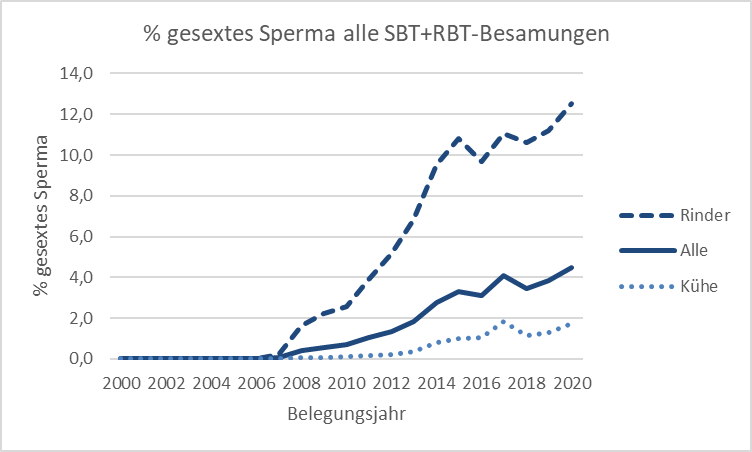 % gesextes Sperma alle SBT+RBT-Besamungen
14,0
12,0
10,0
8,0
6,0
4,0
2,0
0,0
% gesextes Sperma
2000 2002 2004 2006 2008 2010 2012 2014 2016 2018 2020
Belegungsjahr
Rinder
Alle
Kühe